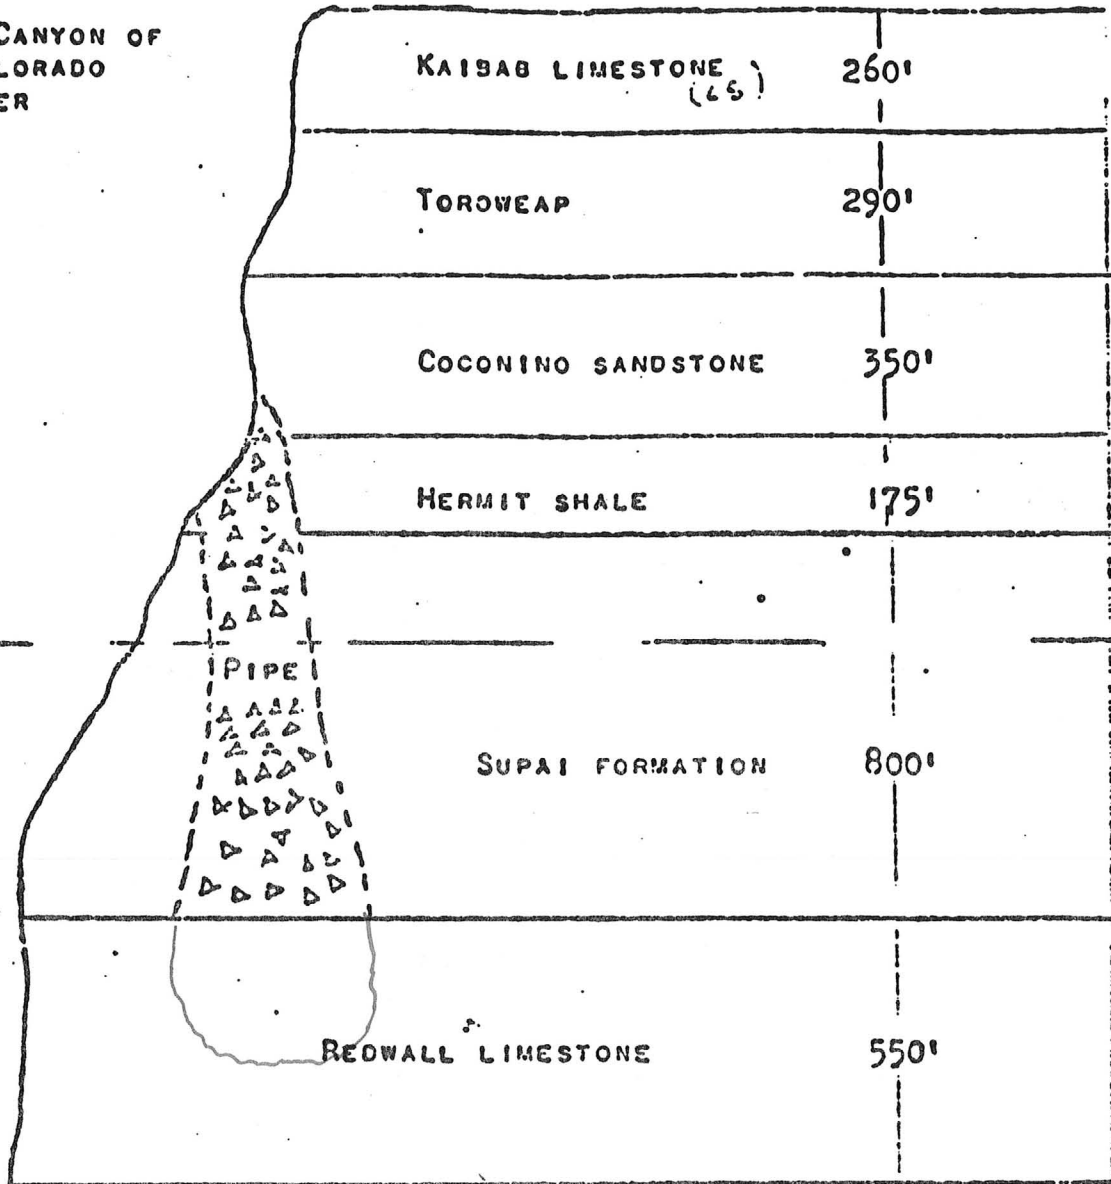 CANYON OF
LORADO
ER
KAIBAB LIMESTONE 260'
(LS)
TOROWEAP 290'
COCONINO SANDSTONE 350'
HERMIT SHALE 175'
PIPE
SUPAI FORMATION 800'
REDWALL LIMESTONE 550'